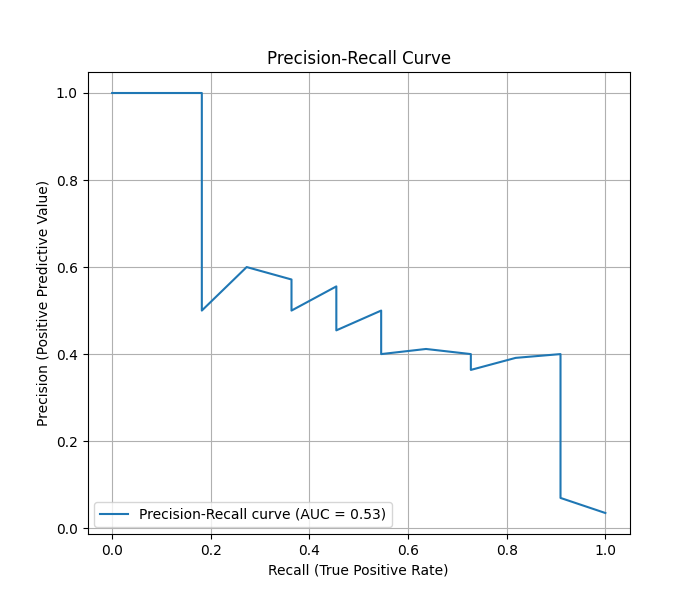 Precision-Recall Curve
Precision (Positive Predictive Value)
1.0
0.8
0.6
0.4
0.2
0.0
Precision-Recall curve (AUC = 0.53)
0.0 0.2 0.4 0.6 0.8 1.0
Recall (True Positive Rate)